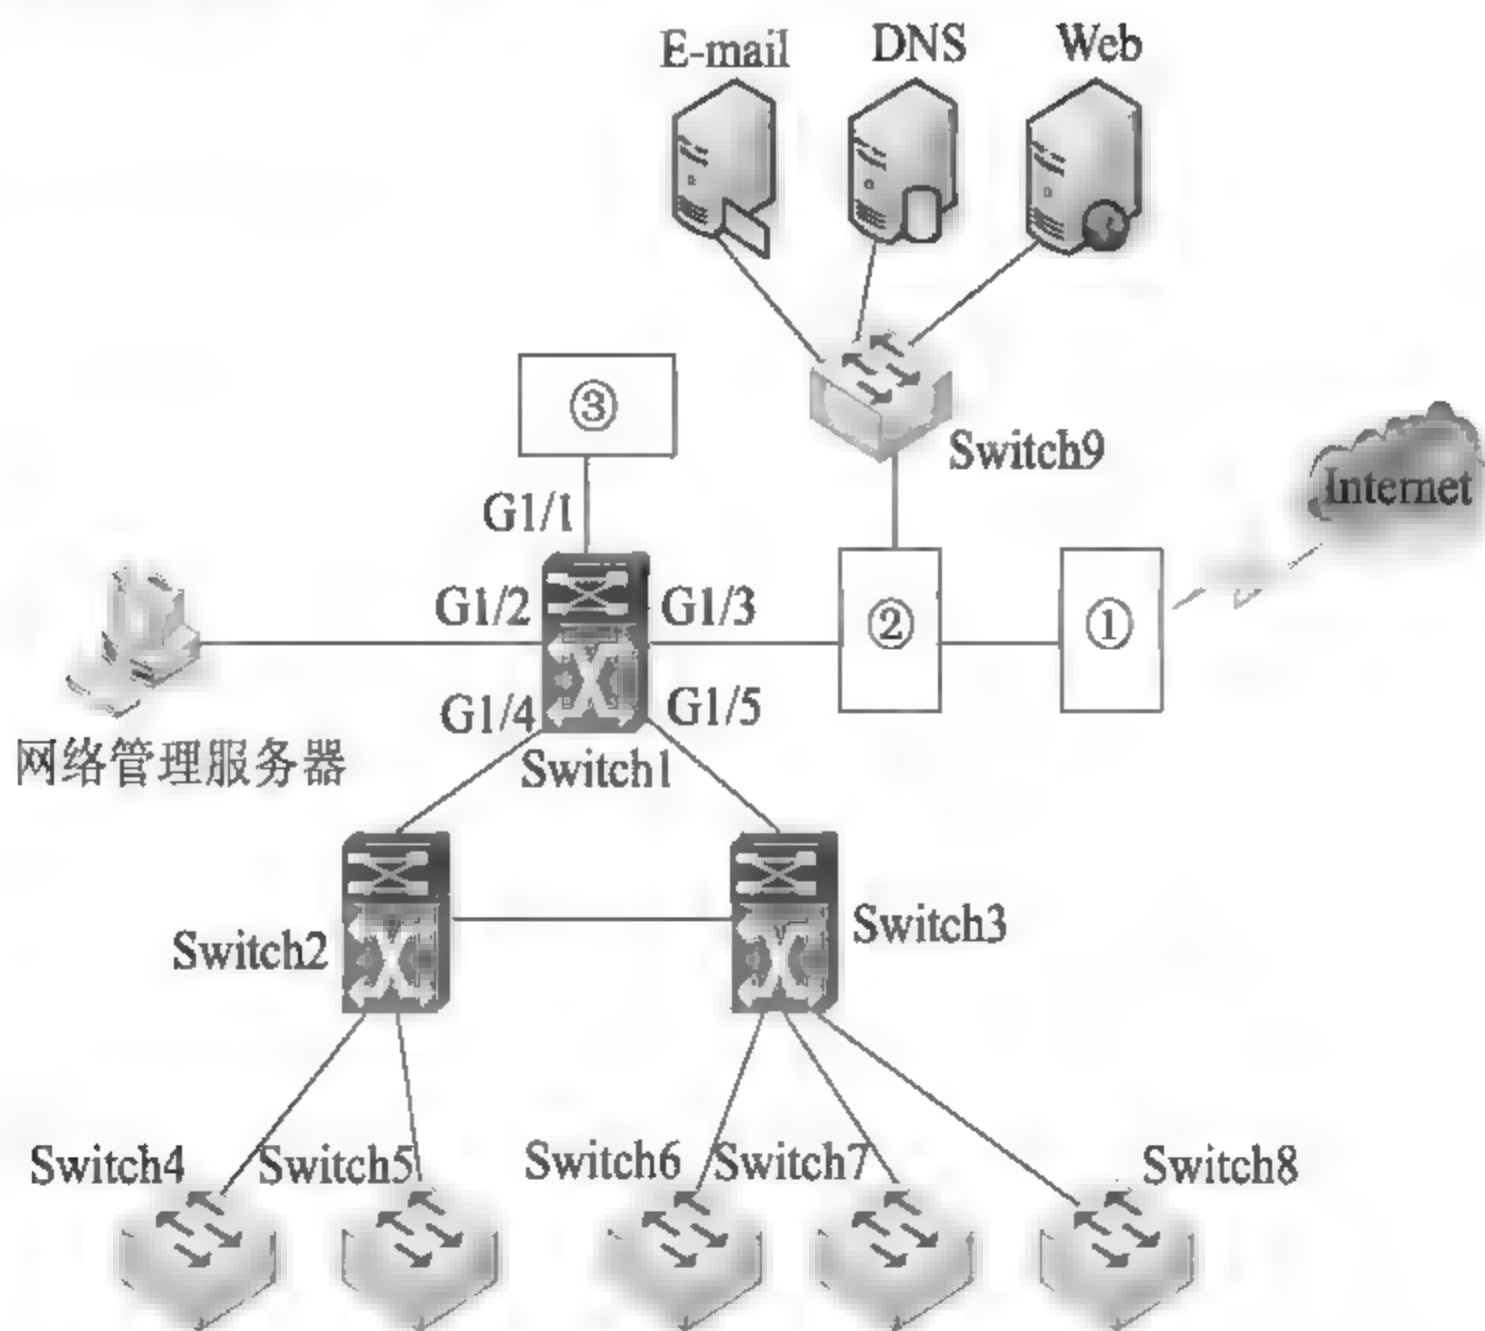 E-mail
DNS
Web
③
Switch9
Internet
G1/1
G1/2
G1/3
②
①
G1/4
G1/5
网络管理服务器
Switch1
Switch2
Switch3
Switch4
Switch5
Switch6
Switch7
Switch8